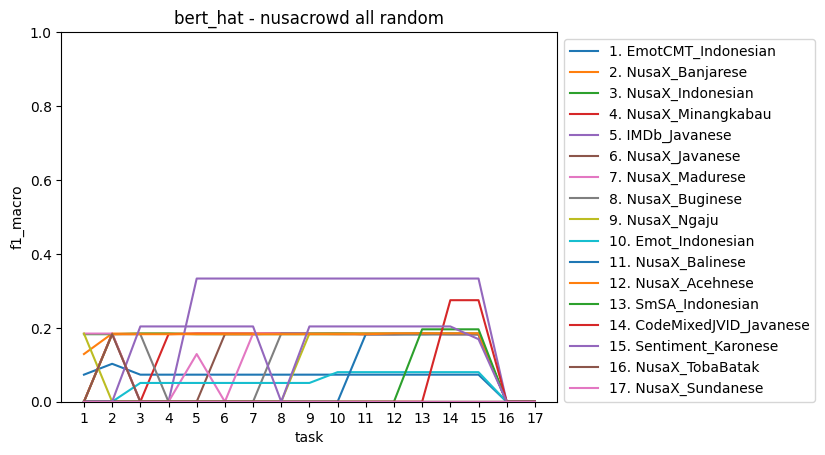 bert_hat - nusacrowd all random
1.0
0.8
0.6
0.4
0.2
0.0
f1_macro
1 2 3 4 5 6 7 8 9 10 11 12 13 14 15 16 17
task
1. EmotCMT_Indonesian
2. NusaX_Banjarese
3. NusaX_Indonesian
4. NusaX_Minangkabau
5. IMDb_Javanese
6. NusaX_Javanese
7. NusaX_Madurese
8. NusaX_Buginese
9. NusaX_Ngaju
10. Emot_Indonesian
11. NusaX_Balinese
12. NusaX_Acehnese
13. SmSA_Indonesian
14. CodeMixedJVID_Javanese
15. Sentiment_Karonese
16. NusaX_TobaBatak
17. NusaX_Sundanese